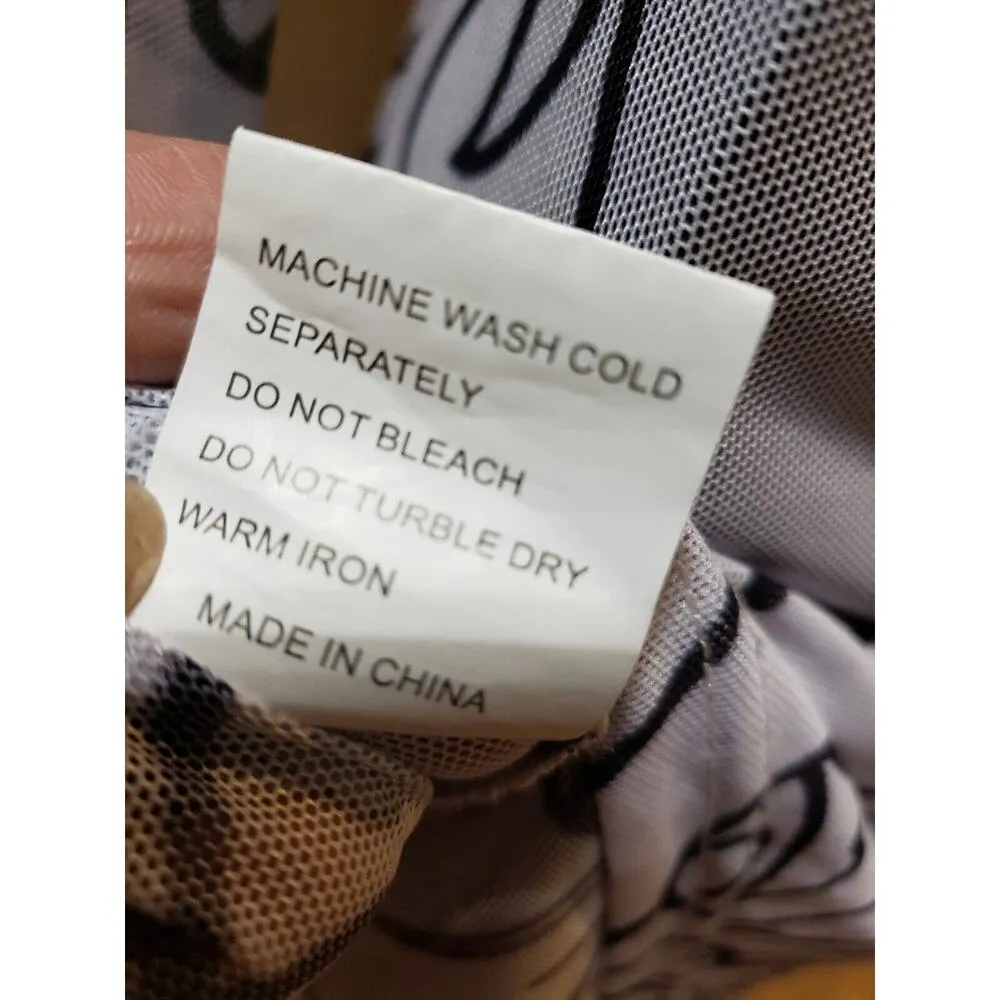 MACHINE WASH COLD
SEPARATELY
DO NOT BLEACH
DO NOT TURBLE DRY
WARM IRON
MADE IN CHINA